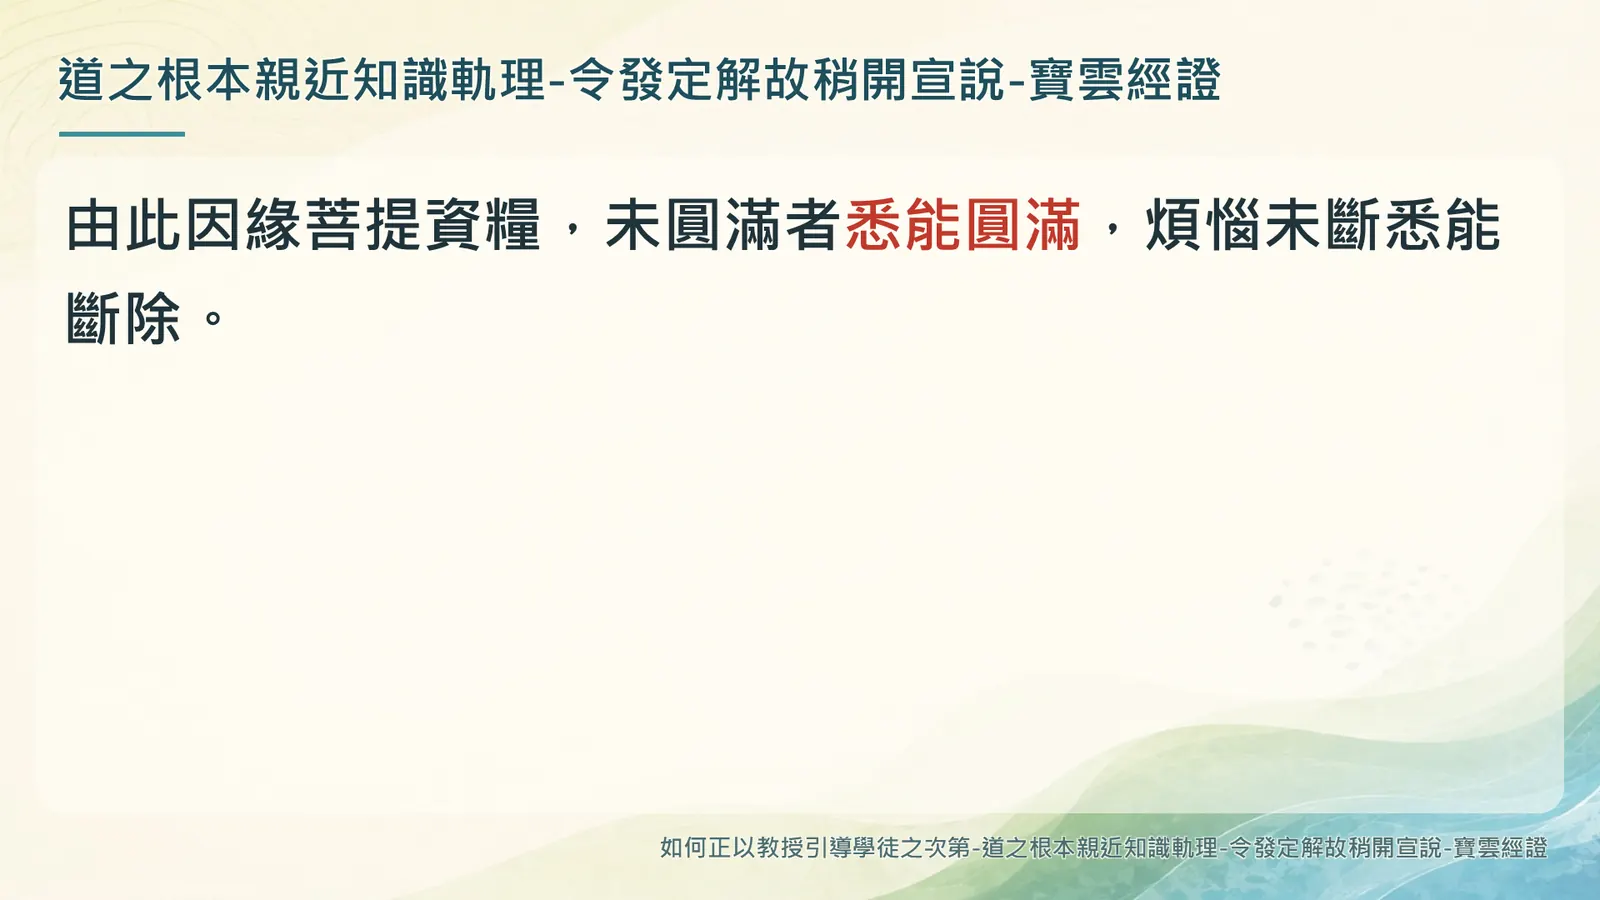 道之根本親近知識軌理-令發定解故稍開宣說-寶雲經證
由此因緣菩提資糧，未圓滿者悉能圓滿，煩惱未斷悉能
斷除。
如何正以教授引導學徒之次第-道之根本親近知識軌理-令發定解故稍開宣說-寶雲經證